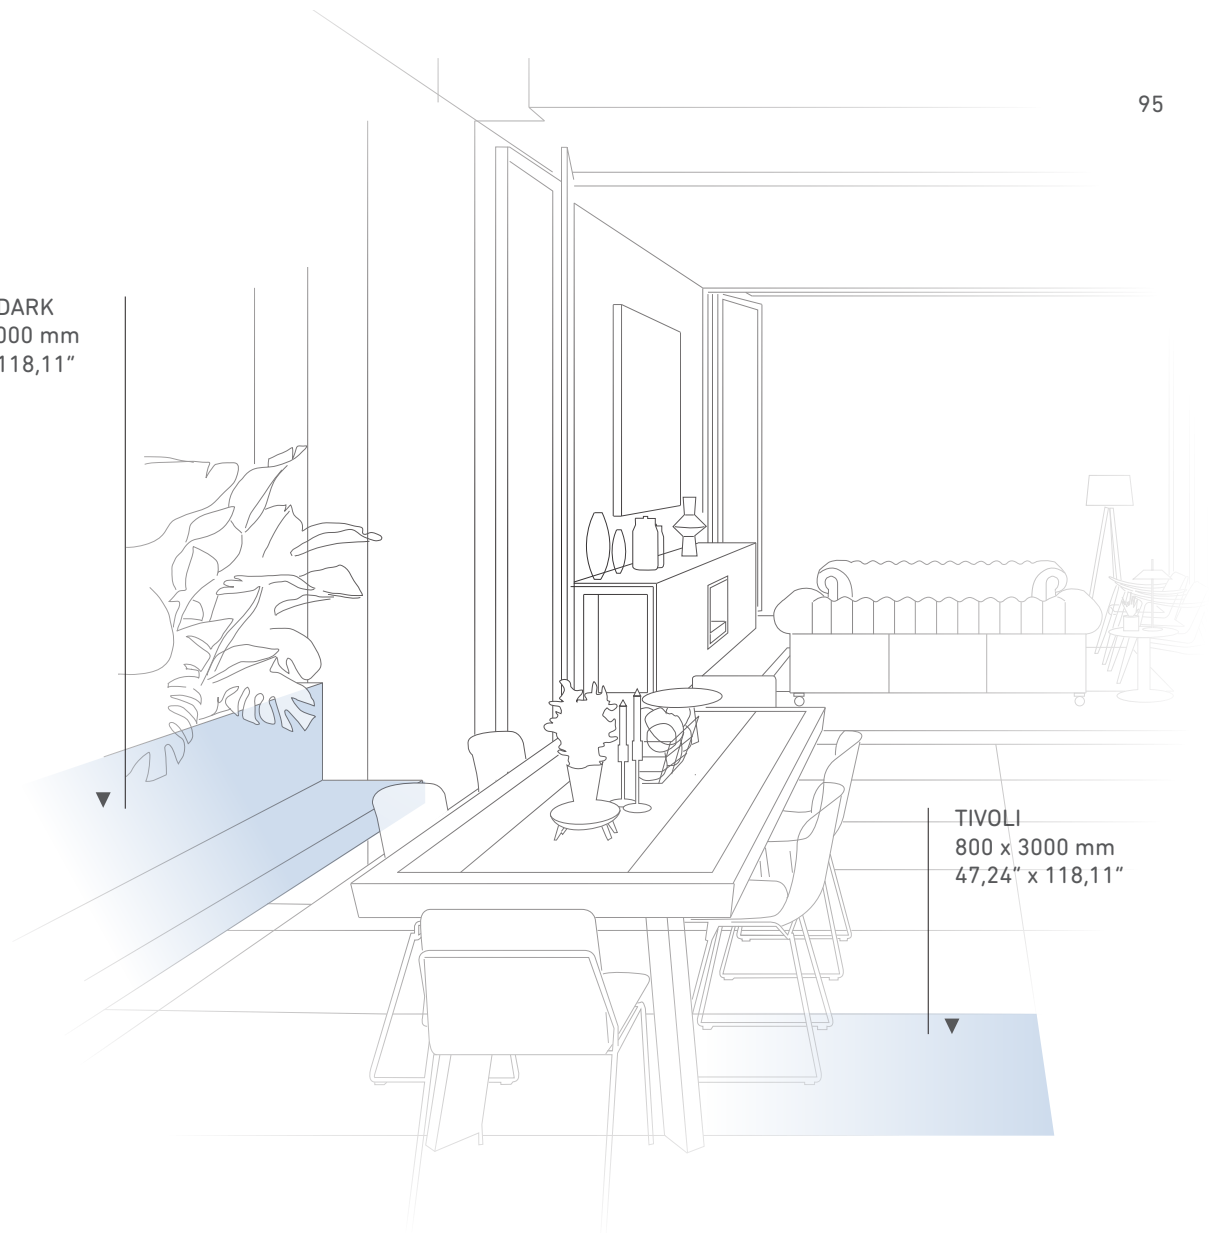 95
DARK
000 mm
118,11”
TIVOLI
800 x 3000 mm
47,24” x 118,11”